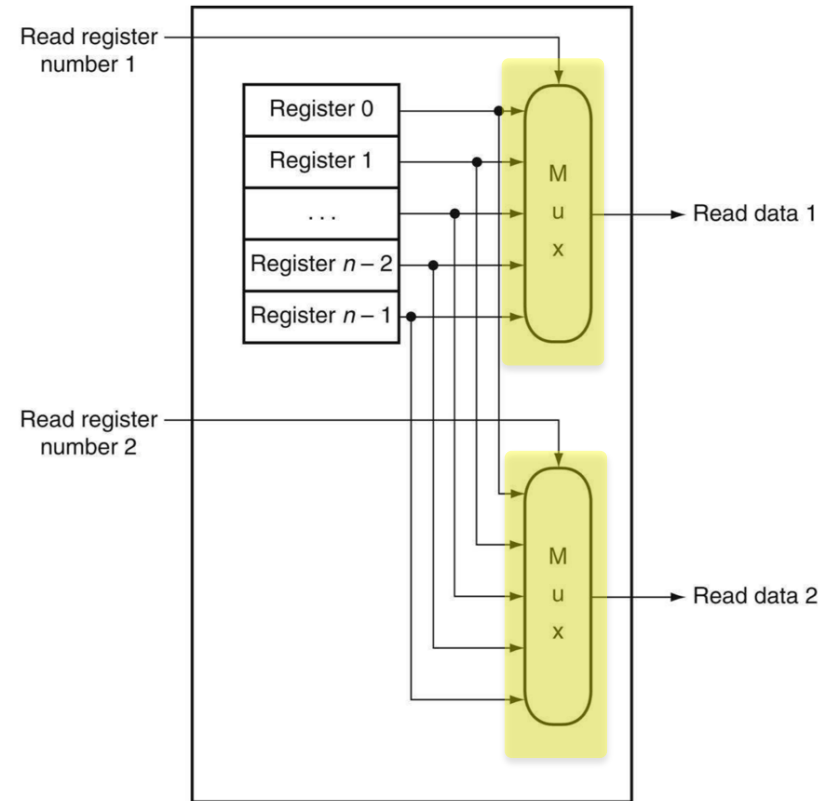 Read register
number 1
Register 0
Register 1
. . .
Register n – 2
Register n – 1
M
u
x
Read data 1
Read register
number 2
M
u
x
Read data 2